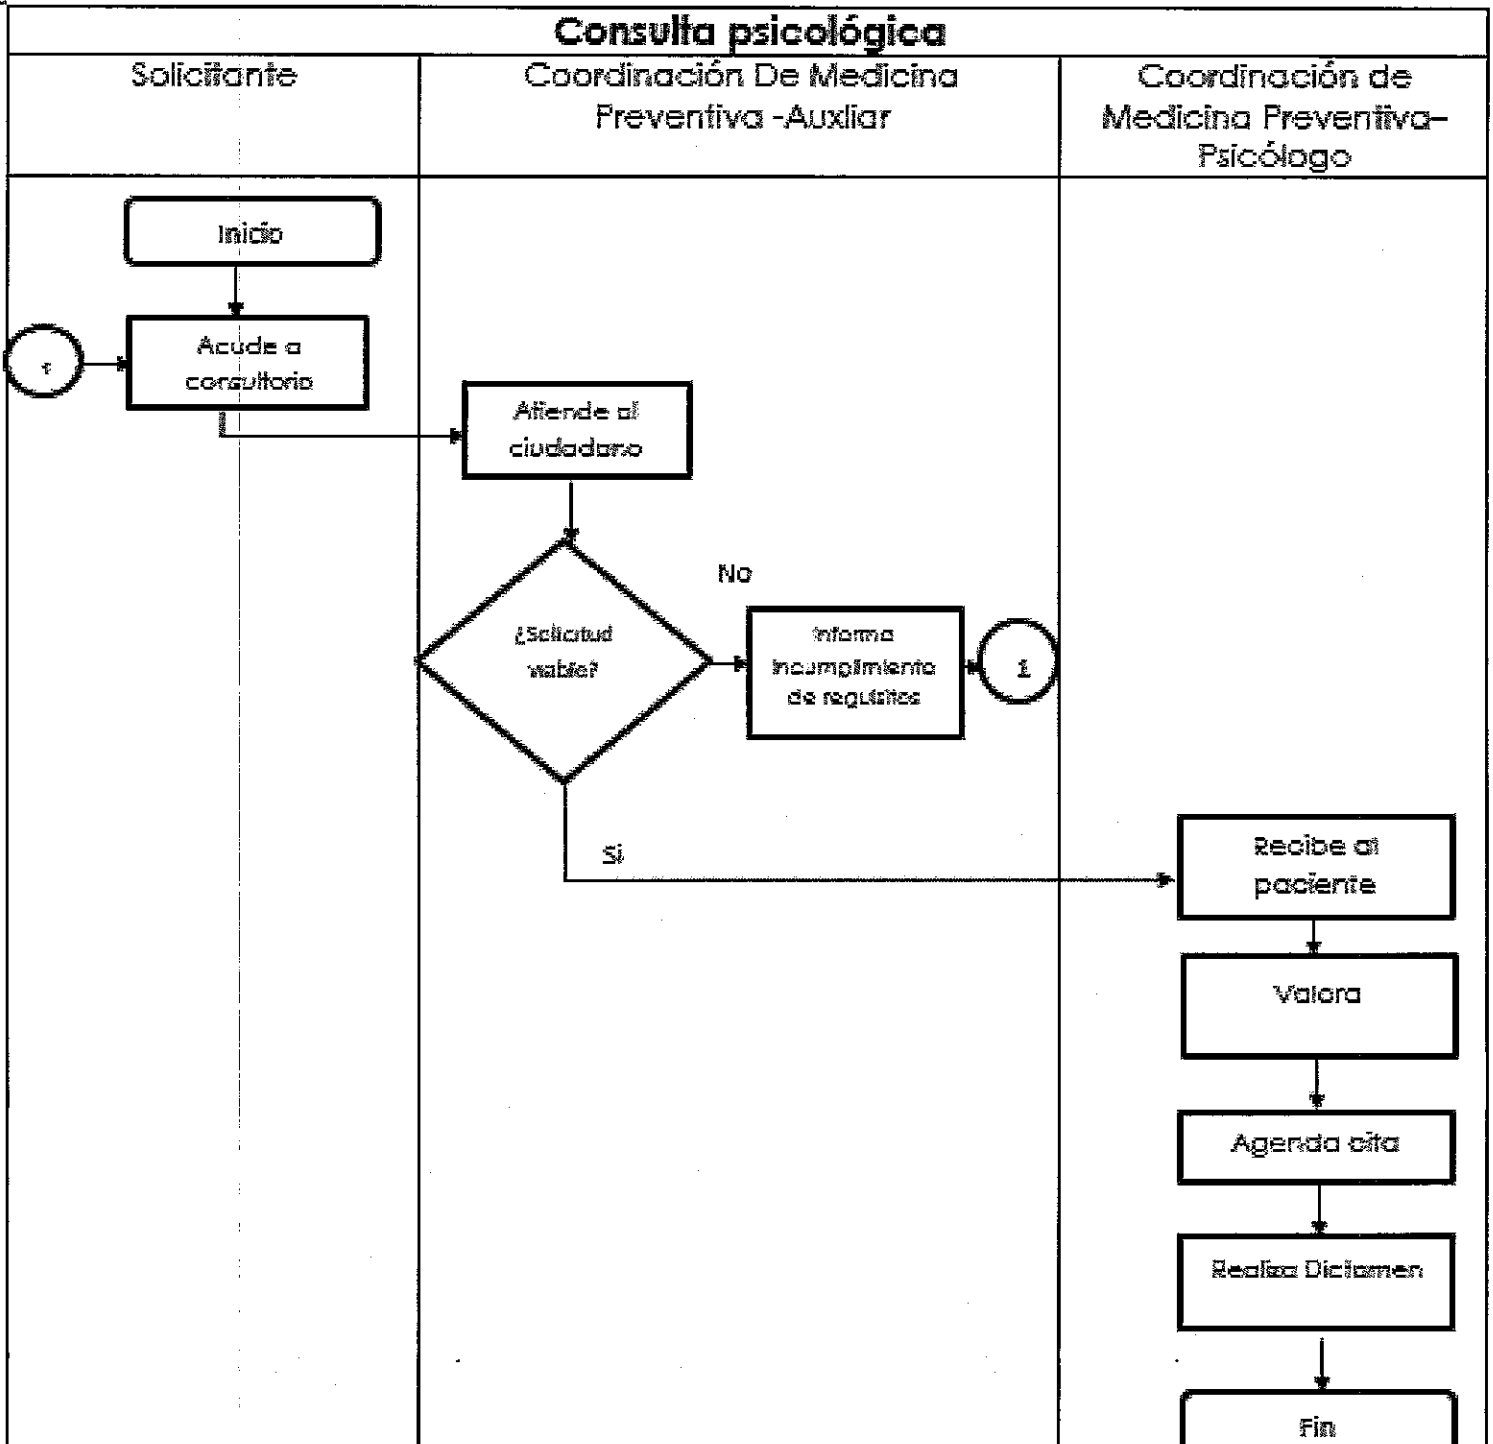 Consulta psicológica
Solicitante
Coordinación De Medicina
Preventiva -Auxliar
Coordinación de
Medicina Preventiva-
Psicólogo
Inicio
Acude a
consultorio
Atiende al
ciudadano
No
¿Solicitud
viable?
Informa
incumplimiento
de requisitos
1
Si
Recibe al
paciente
Valora
Agenda cita
Realiza Dictamen
Fin